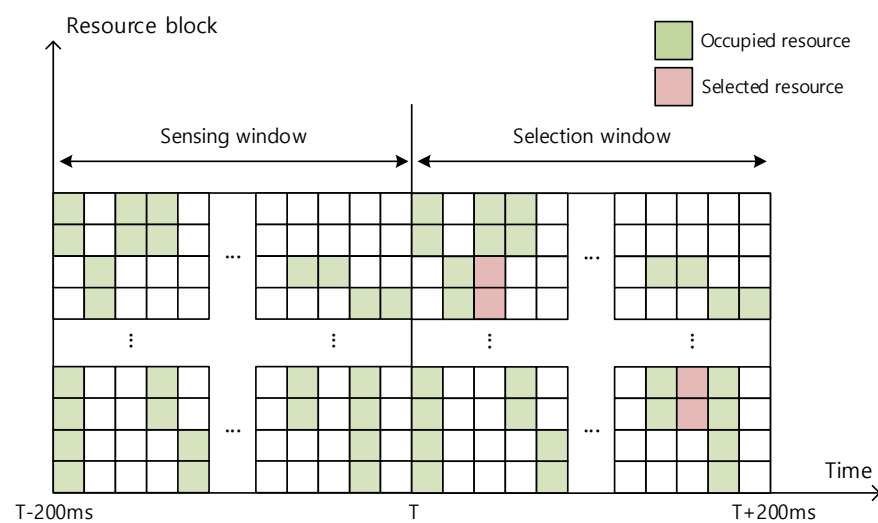 Resource block
Occupied resource
Selected resource
Sensing window
Selection window
... ...
⋮ ⋮ ⋮ ⋮
... ...
Time
T-200ms T T+200ms